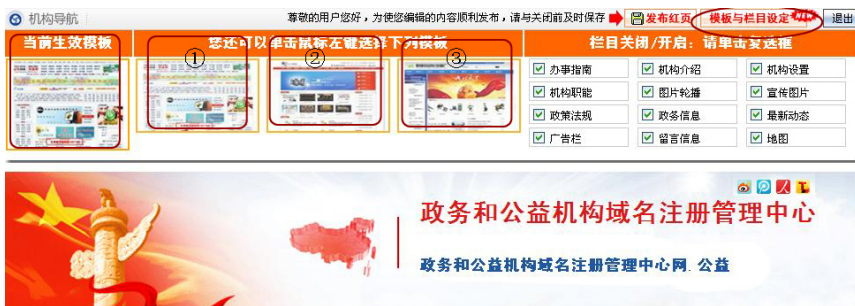 机构导航
尊敬的用户您好，为使您编辑的内容顺利发布，请与关闭前及时保存 发布红页 模板与栏目设定 退出
当前生效模板 您还可以单击鼠标左键选择下列模板 栏目关闭/开启：请单击复选框
① ② ③
办事指南 机构介绍 机构设置
机构职能 图片轮播 宣传图片
政策法规 政务信息 最新动态
广告栏 留言信息 地图
政务和公益机构域名注册管理中心
政务和公益机构域名注册管理中心网.公益